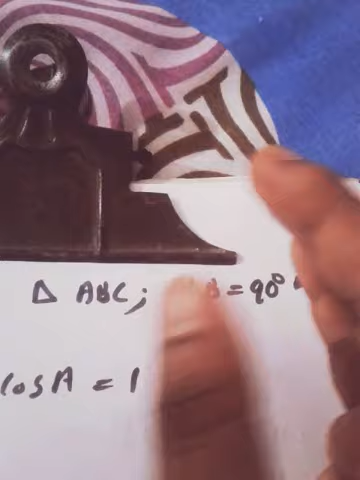 Δ ABC; B = 90°
cos A = 1